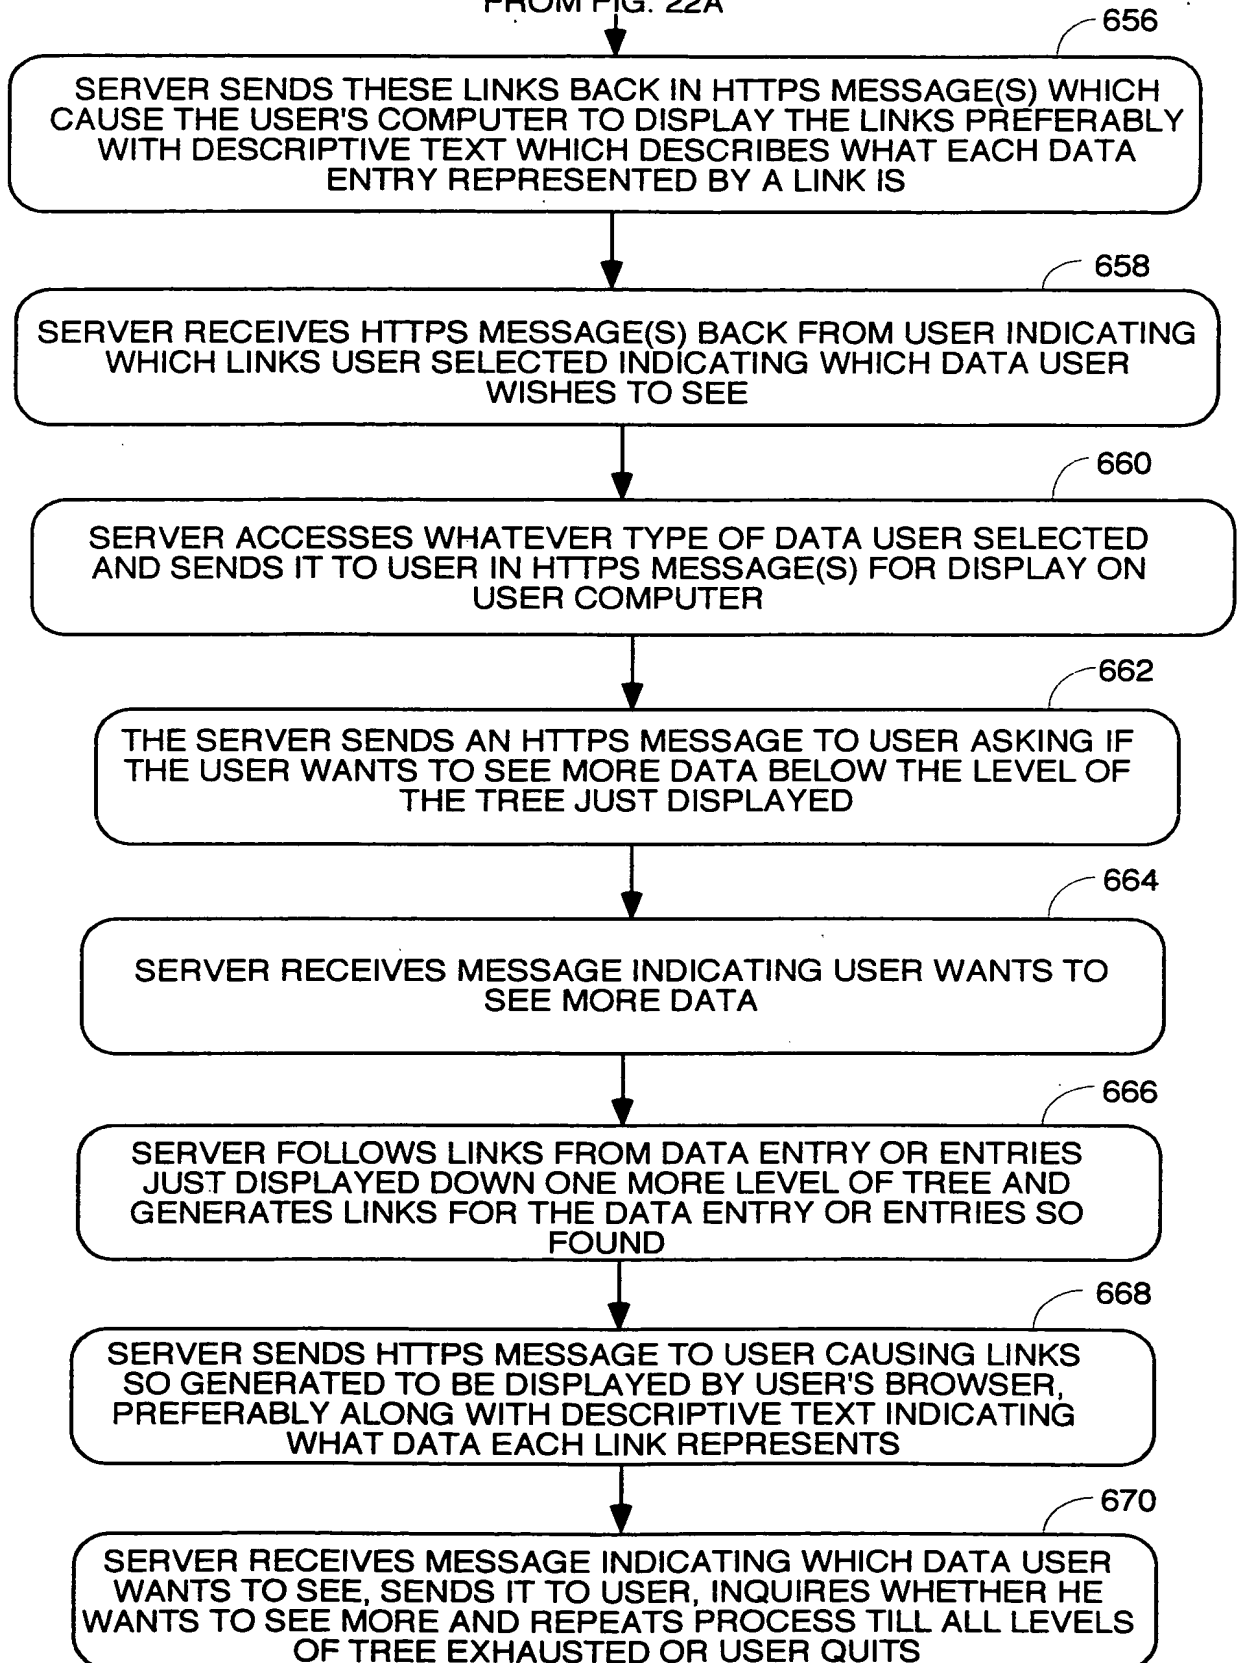 FROM FIG. 22A
656
SERVER SENDS THESE LINKS BACK IN HTTPS MESSAGE(S) WHICH
CAUSE THE USER'S COMPUTER TO DISPLAY THE LINKS PREFERABLY
WITH DESCRIPTIVE TEXT WHICH DESCRIBES WHAT EACH DATA
ENTRY REPRESENTED BY A LINK IS
658
SERVER RECEIVES HTTPS MESSAGE(S) BACK FROM USER INDICATING
WHICH LINKS USER SELECTED INDICATING WHICH DATA USER
WISHES TO SEE
660
SERVER ACCESSES WHATEVER TYPE OF DATA USER SELECTED
AND SENDS IT TO USER IN HTTPS MESSAGE(S) FOR DISPLAY ON
USER COMPUTER
662
THE SERVER SENDS AN HTTPS MESSAGE TO USER ASKING IF
THE USER WANTS TO SEE MORE DATA BELOW THE LEVEL OF
THE TREE JUST DISPLAYED
664
SERVER RECEIVES MESSAGE INDICATING USER WANTS TO
SEE MORE DATA
666
SERVER FOLLOWS LINKS FROM DATA ENTRY OR ENTRIES
JUST DISPLAYED DOWN ONE MORE LEVEL OF TREE AND
GENERATES LINKS FOR THE DATA ENTRY OR ENTRIES SO
FOUND
668
SERVER SENDS HTTPS MESSAGE TO USER CAUSING LINKS
SO GENERATED TO BE DISPLAYED BY USER'S BROWSER,
PREFERABLY ALONG WITH DESCRIPTIVE TEXT INDICATING
WHAT DATA EACH LINK REPRESENTS
670
SERVER RECEIVES MESSAGE INDICATING WHICH DATA USER
WANTS TO SEE, SENDS IT TO USER, INQUIRES WHETHER HE
WANTS TO SEE MORE AND REPEATS PROCESS TILL ALL LEVELS
OF TREE EXHAUSTED OR USER QUITS